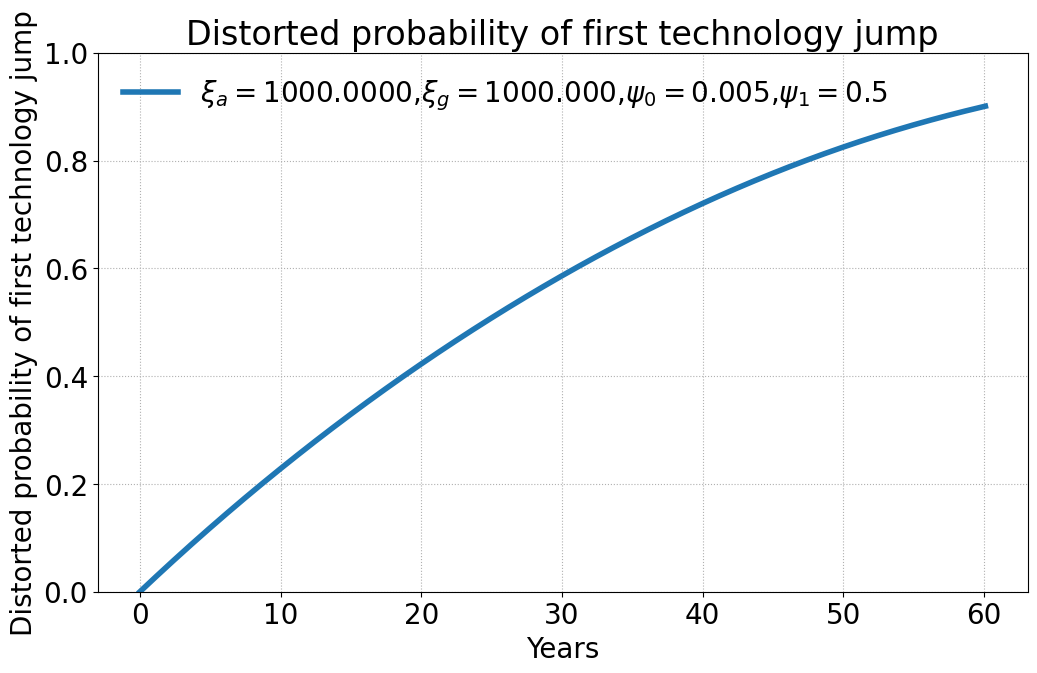 Distorted probability of first technology jump
Distorted probability of first technology jump
1.0
0.8
0.6
0.4
0.2
0.0
ξₐ = 1000.0000,ξ_g = 1000.000,ψ₀ = 0.005,ψ₁ = 0.5
0 10 20 30 40 50 60
Years